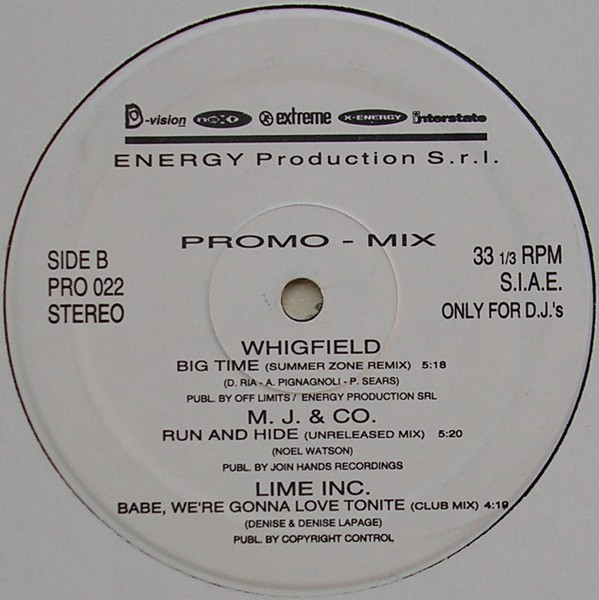 D-vision next extreme X-ENERGY interstate
ENERGY Production S.r.l.
PROMO - MIX
SIDE B
PRO 022
STEREO
33 1/3 RPM
S.I.A.E.
ONLY FOR D.J.'s
WHIGFIELD
BIG TIME (SUMMER ZONE REMIX) 5:18
(D. RIA - A. PIGNAGNOLI - P. SEARS)
PUBL. BY OFF LIMITS / ENERGY PRODUCTION SRL
M. J. & CO.
RUN AND HIDE (UNRELEASED MIX) 5:20
(NOEL WATSON)
PUBL. BY JOIN HANDS RECORDINGS
LIME INC.
BABE, WE'RE GONNA LOVE TONITE (CLUB MIX) 4:19
(DENISE & DENISE LAPAGE)
PUBL. BY COPYRIGHT CONTROL